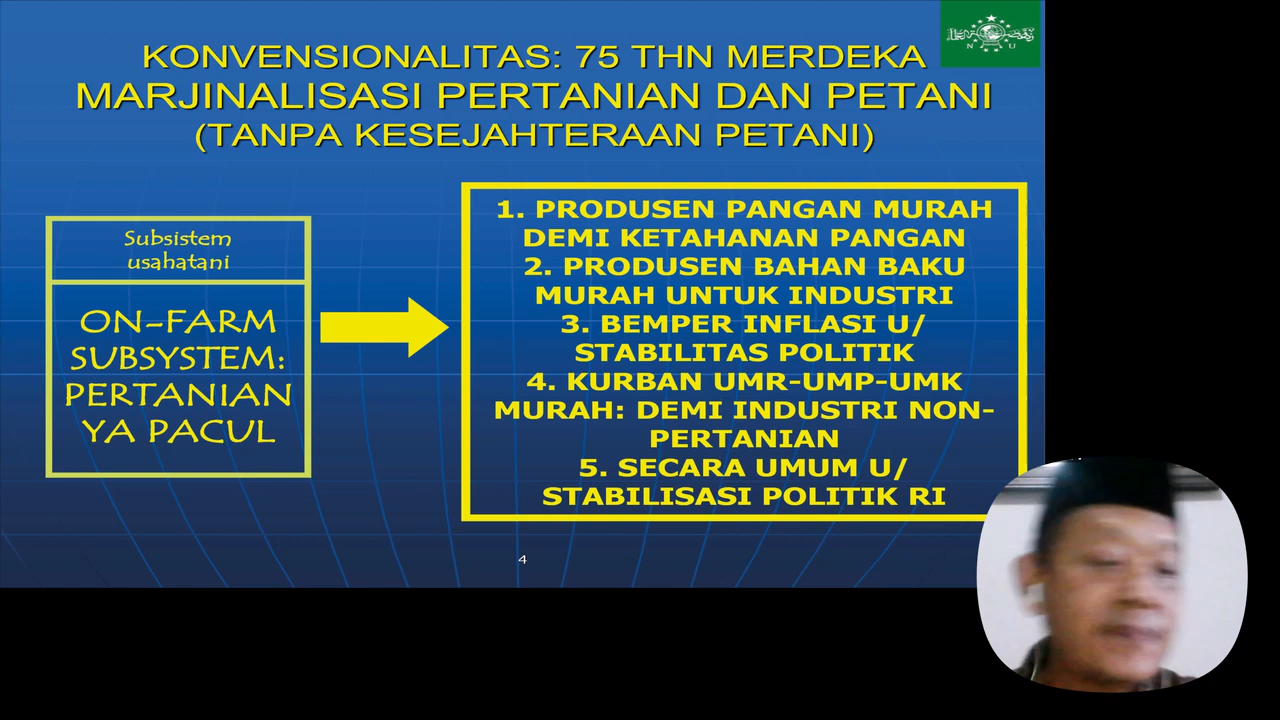 KONVENSIONALITAS: 75 THN MERDEKA
MARJINALISASI PERTANIAN DAN PETANI
(TANPA KESEJAHTERAAN PETANI)
N U
Subsistem
usahatani
ON-FARM
SUBSYSTEM:
PERTANIAN
YA PACUL
1. PRODUSEN PANGAN MURAH
DEMI KETAHANAN PANGAN
2. PRODUSEN BAHAN BAKU
MURAH UNTUK INDUSTRI
3. BEMPER INFLASI U/
STABILITAS POLITIK
4. KURBAN UMR-UMP-UMK
MURAH: DEMI INDUSTRI NON-
PERTANIAN
5. SECARA UMUM U/
STABILISASI POLITIK RI
4